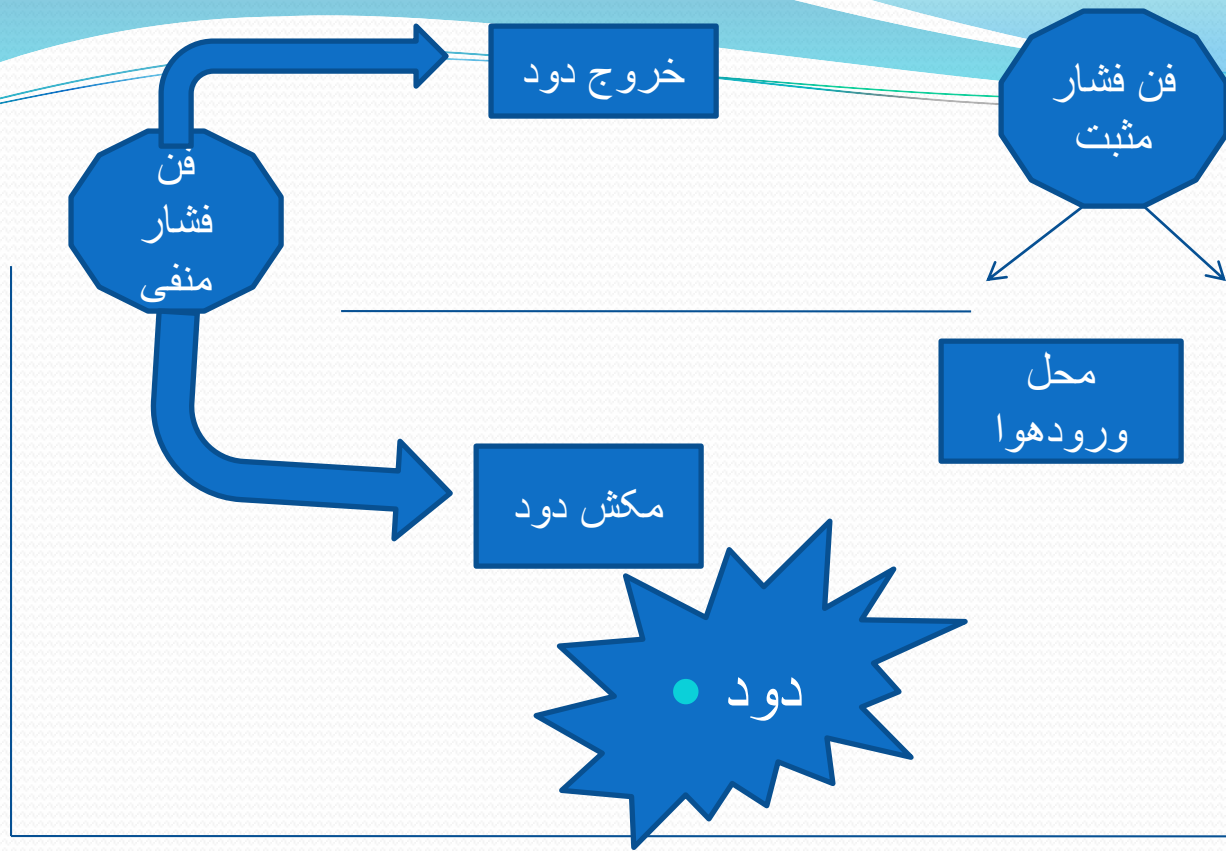 خروج دود
فن فشار
مثبت
فن
فشار
منفی
محل
ورودهوا
مکش دود
دود